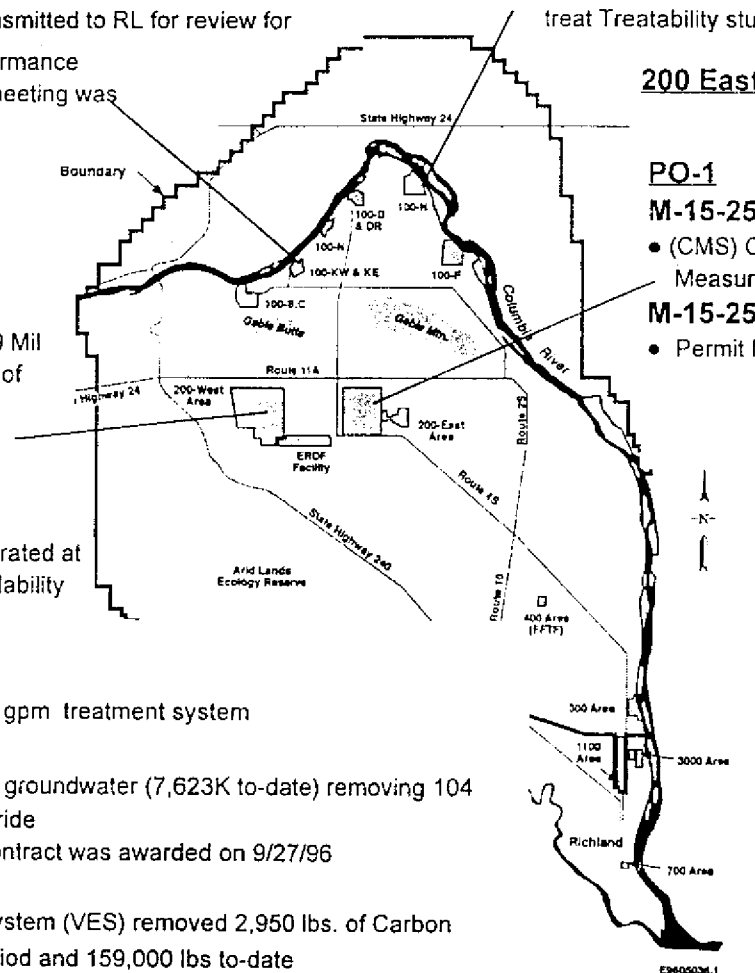 smitted to RL for review for
treat Treatability stu
rmance
meeting was
200 East
State Highway 24
Boundary
PO-1
M-15-25
100-D
& DR
100-H
• (CMS) C
Measur
100-N
100-KW & KE
100-F
M-15-25
• Permit
100-B,C
Columbia River
Gable Butte
Gable Mtn.
9 Mil
of
Route 11A
Highway 24
200-West
Area
200-East
Area
Route 2S
ERDF
Facility
Route 4S
-N-
State Highway 240
rated at
ability
Arid Lands
Ecology Reserve
Route 10
400 Area
(FFTF)
gpm treatment system
300 Area
1100
Area
3000 Area
groundwater (7,623K to-date) removing 104
ride
ontract was awarded on 9/27/96
Richland
700 Area
ystem (VES) removed 2,950 lbs. of Carbon
iod and 159,000 lbs to-date
E9605036.1